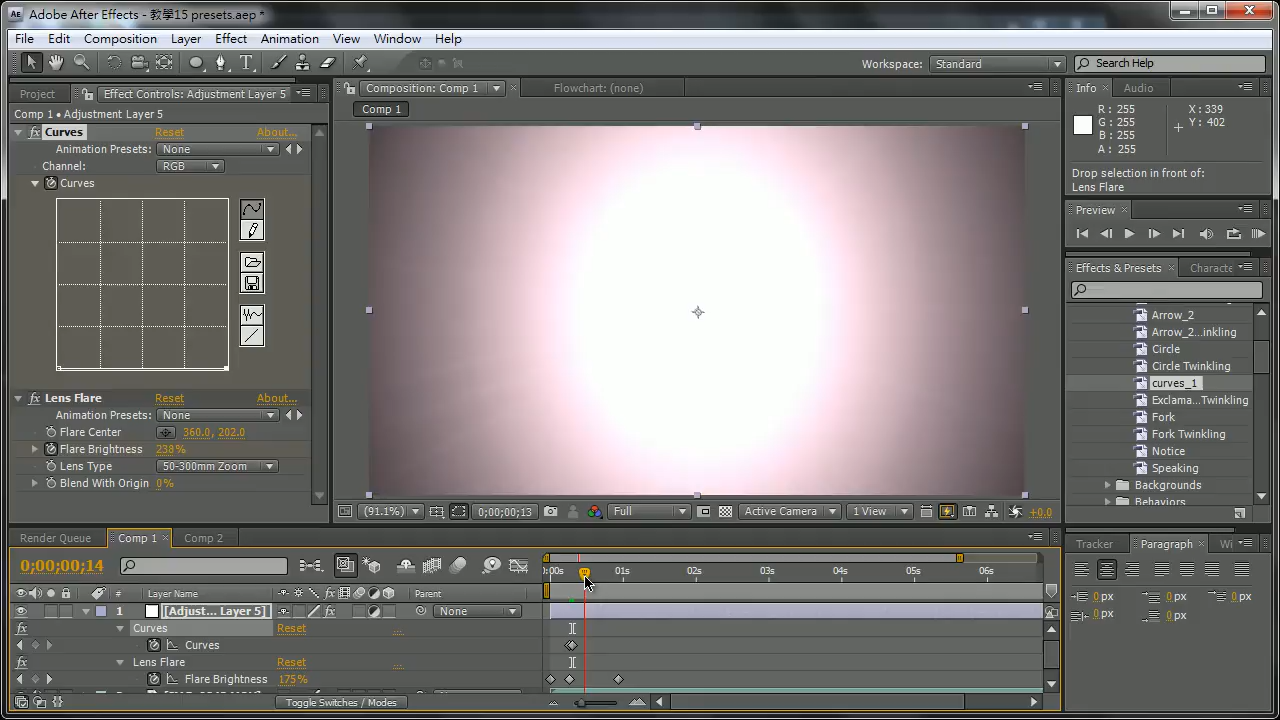 Adobe After Effects - 教學15 presets.aep *
File Edit Composition Layer Effect Animation View Window Help
Workspace: Standard Search Help
Project Effect Controls: Adjustment Layer 5
Comp 1 • Adjustment Layer 5
Curves Reset About...
Animation Presets: None
Channel: RGB
Curves
Lens Flare Reset About...
Animation Presets: None
Flare Center 360.0, 202.0
Flare Brightness 238%
Lens Type 50-300mm Zoom
Blend With Origin 0%
Composition: Comp 1 Flowchart: (none)
Comp 1
(91.1%) 0;00;00;13 Full Active Camera 1 View +0.0
Info Audio
R: 255 X: 339
G: 255 Y: 402
B: 255
A: 255
Drop selection in front of:
Lens Flare
Preview
Effects & Presets Characte
Arrow_2
Arrow_2...inkling
Circle
Circle Twinkling
curves_1
Exclama...Twinkling
Fork
Fork Twinkling
Notice
Speaking
Backgrounds
Behaviors
Tracker Paragraph Wi
0 px 0 px 0 px
0 px 0 px
Render Queue Comp 1 Comp 2
0;00;00;14
:00s 01s 02s 03s 04s 05s 06s
# Layer Name Parent
1 [Adjust... Layer 5] None
Curves Reset ...
Curves
Lens Flare Reset ...
Flare Brightness 175%
Toggle Switches / Modes